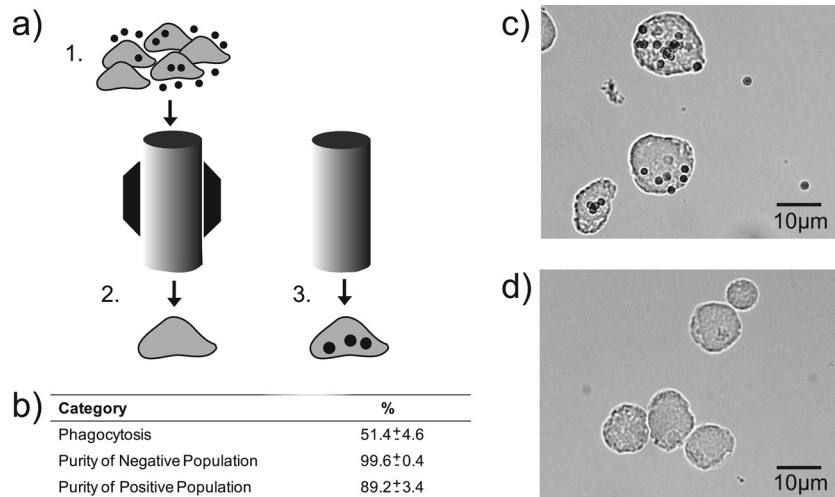 a)
1.
2.
3.
b)
Category %
Phagocytosis 51.4±4.6
Purity of Negative Population 99.6±0.4
Purity of Positive Population 89.2±3.4
c)
10µm
d)
10µm